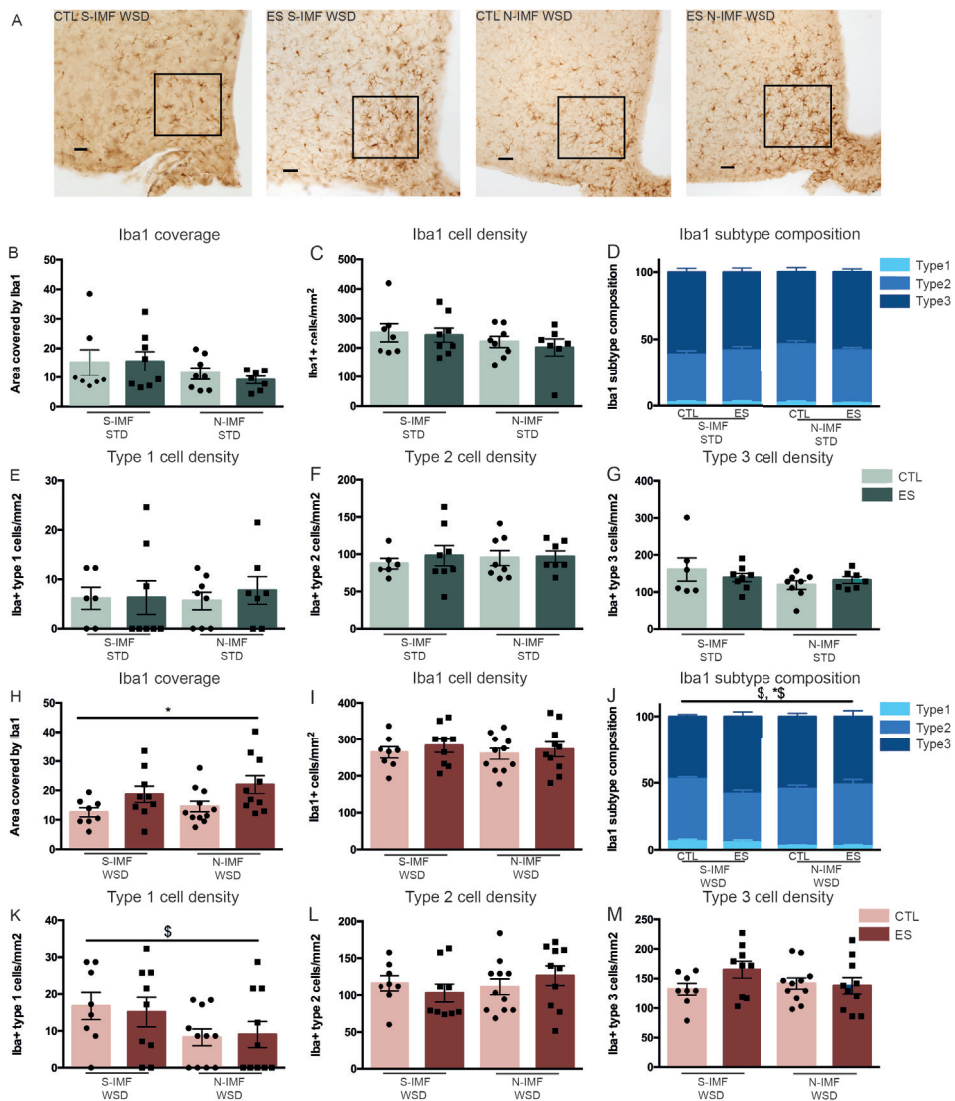 A
CTL S-IMF WSD
ES S-IMF WSD
CTL N-IMF WSD
ES N-IMF WSD
B
Iba1 coverage
Area covered by Iba1
50
40
30
20
10
0
S-IMF
STD
N-IMF
STD
C
Iba1 cell density
Iba1+ cells/mm²
500
400
300
200
100
0
S-IMF
STD
N-IMF
STD
D
Iba1 subtype composition
Iba1 subtype composition
100
50
0
CTL ES CTL ES
S-IMF
STD
N-IMF
STD
Type1
Type2
Type3
E
Type 1 cell density
Iba+ type 1 cells/mm2
30
20
10
0
S-IMF
STD
N-IMF
STD
F
Type 2 cell density
Iba+ type 2 cells/mm2
200
150
100
50
0
S-IMF
STD
N-IMF
STD
G
Type 3 cell density
Iba+ type 3 cells/mm2
400
300
200
100
0
S-IMF
STD
N-IMF
STD
CTL
ES
H
Iba1 coverage
Area covered by Iba1
50
40
30
20
10
0
*
S-IMF
WSD
N-IMF
WSD
I
Iba1 cell density
Iba1+ cells/mm²
400
300
200
100
0
S-IMF
WSD
N-IMF
WSD
J
Iba1 subtype composition
Iba1 subtype composition
$, *$
100
50
0
CTL ES CTL ES
S-IMF
WSD
N-IMF
WSD
Type1
Type2
Type3
K
Type 1 cell density
Iba+ type 1 cells/mm2
40
30
20
10
0
$
S-IMF
WSD
N-IMF
WSD
L
Type 2 cell density
Iba+ type 2 cells/mm2
200
150
100
50
0
S-IMF
WSD
N-IMF
WSD
M
Type 3 cell density
Iba+ type 3 cells/mm2
250
200
150
100
50
0
S-IMF
WSD
N-IMF
WSD
CTL
ES